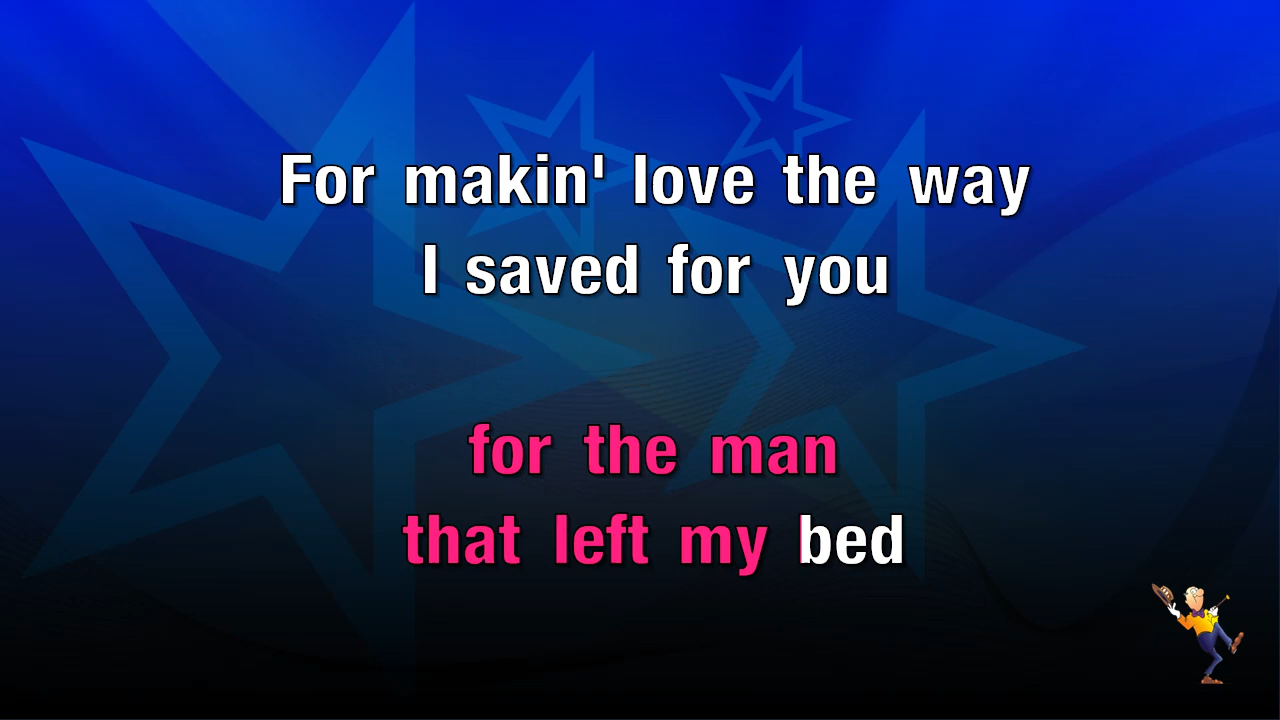 For makin' love the way
I saved for you
for the man
that left my bed